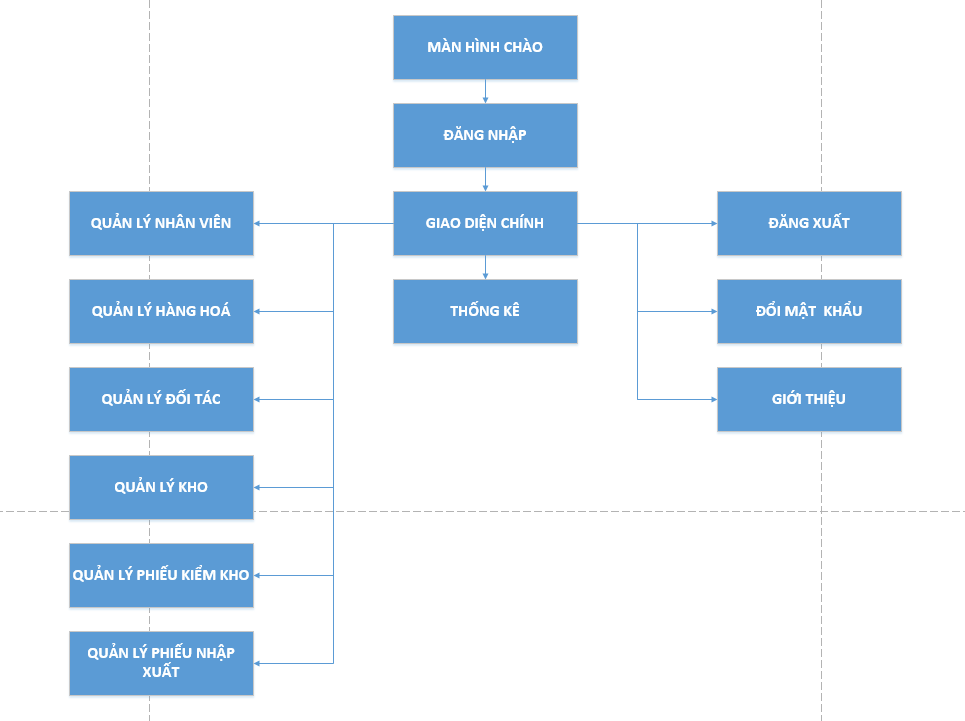 MÀN HÌNH CHÀO
ĐĂNG NHẬP
QUẢN LÝ NHÂN VIÊN
GIAO DIỆN CHÍNH
ĐĂNG XUẤT
QUẢN LÝ HÀNG HOÁ
THỐNG KÊ
ĐỔI MẬT KHẨU
QUẢN LÝ ĐỐI TÁC
GIỚI THIỆU
QUẢN LÝ KHO
QUẢN LÝ PHIẾU KIỂM KHO
QUẢN LÝ PHIẾU NHẬP
XUẤT